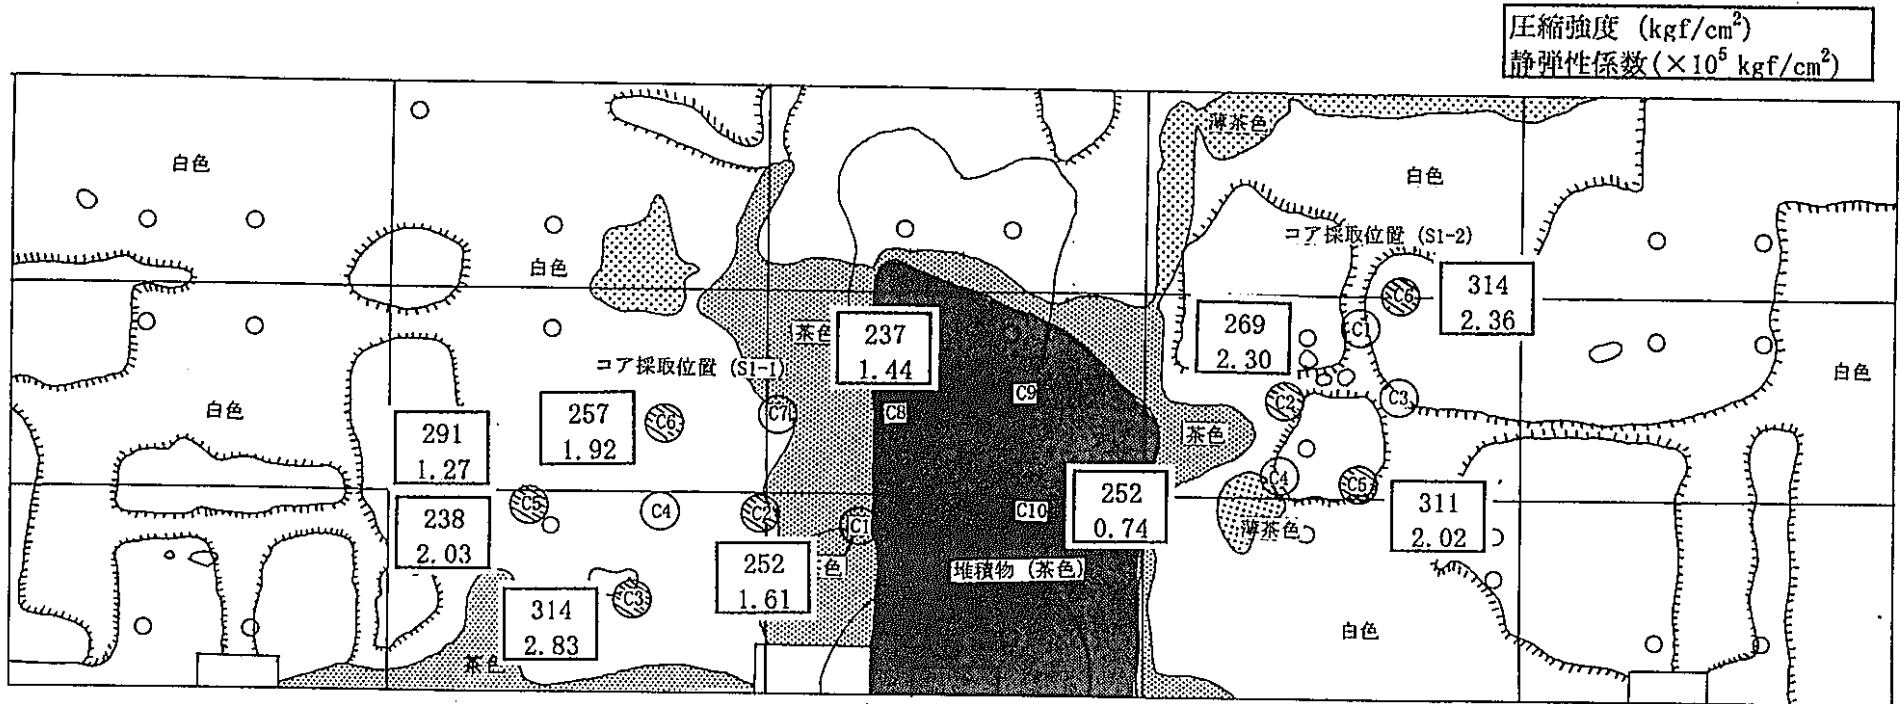 圧縮強度 (kgf/cm²)
静弾性係数(×10⁵ kgf/cm²)
薄茶色
白色
白色
コア採取位置 (S1-2)
白色
C6
314
2.36
茶色
237
1.44
269
2.30
C1
コア採取位置 (S1-1)
白色
白色
C9
C2
C3
257
1.92
C6
C7
C8
291
1.27
茶色
C4
252
0.74
C5
C2
C4
C1
C10
311
2.02
238
2.03
薄茶色
252
1.61
色
堆積物 (茶色)
C3
314
2.83
白色
茶色